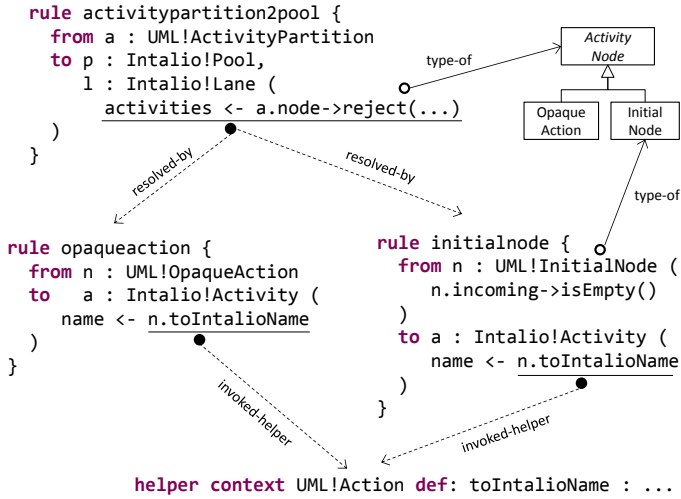 rule activitypartition2pool {
from a : UML!ActivityPartition
to p : Intalio!Pool,
l : Intalio!Lane (
activities <- a.node->reject(...)
)
}
type-of
Activity
Node
Opaque
Action
Initial
Node
resolved-by
resolved-by
type-of
rule opaqueaction {
from n : UML!OpaqueAction
to   a : Intalio!Activity (
name <- n.toIntalioName
)
}
rule initialnode {
from n : UML!InitialNode (
n.incoming->isEmpty()
)
to a : Intalio!Activity (
name <- n.toIntalioName
)
}
invoked-helper
invoked-helper
helper context UML!Action def: toIntalioName : ...